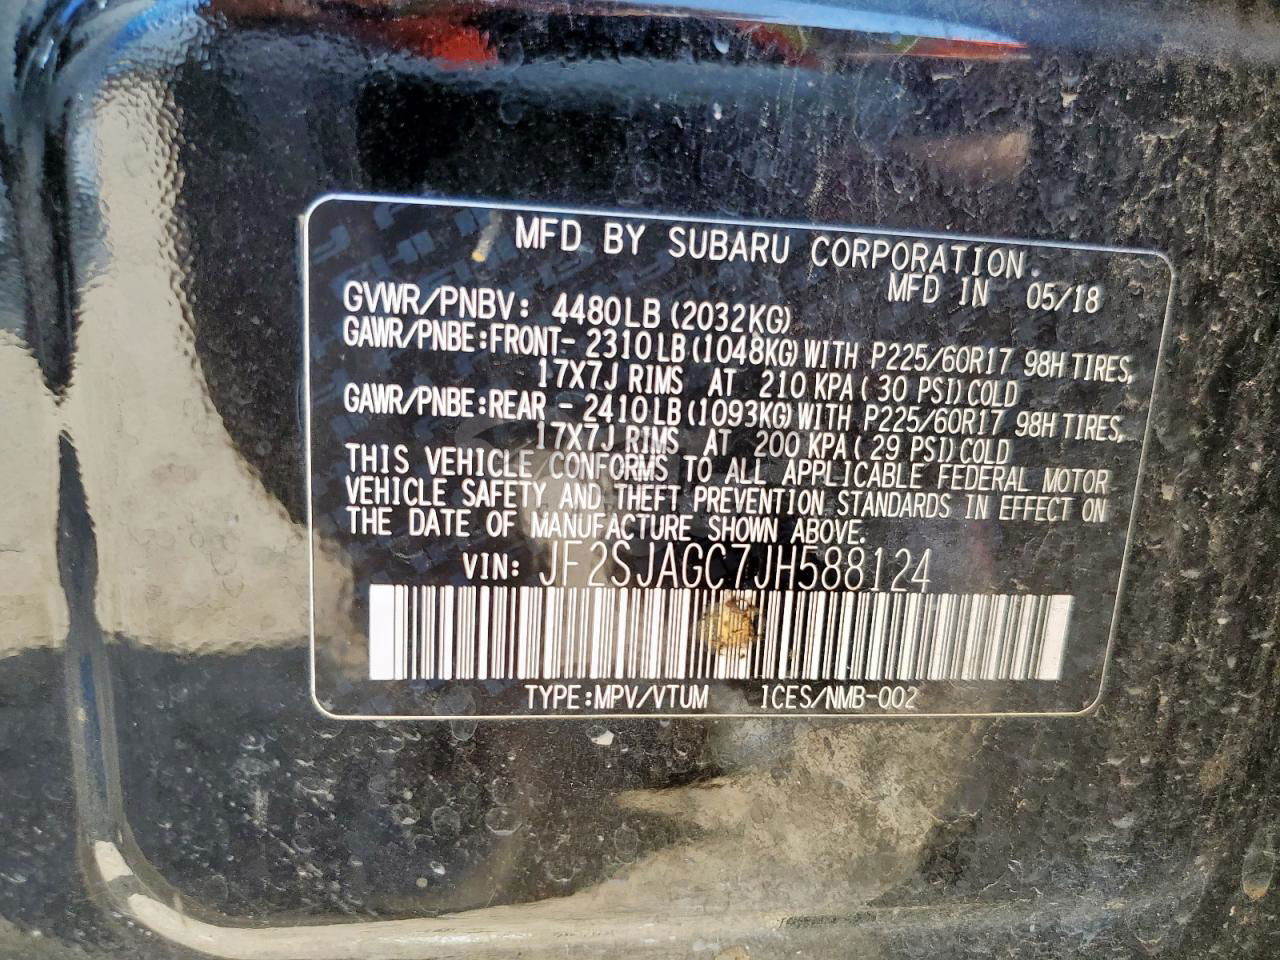 MFD BY SUBARU CORPORATION.
MFD IN 05/18
GVWR/PNBV: 4480LB (2032KG)
GAWR/PNBE:FRONT- 2310LB(1048KG)WITH P225/60R17 98H TIRES,
17X7J RIMS AT 210 KPA( 30 PSI)COLD
GAWR/PNBE:REAR - 2410LB(1093KG)WITH P225/60R17 98H TIRES,
17X7J RIMS AT 200 KPA( 29 PSI)COLD
THIS VEHICLE CONFORMS TO ALL APPLICABLE FEDERAL MOTOR
VEHICLE SAFETY AND THEFT PREVENTION STANDARDS IN EFFECT ON
THE DATE OF MANUFACTURE SHOWN ABOVE.
VIN: JF2SJAGC7JH588124
TYPE:MPV/VTUM ICES/NMB-002